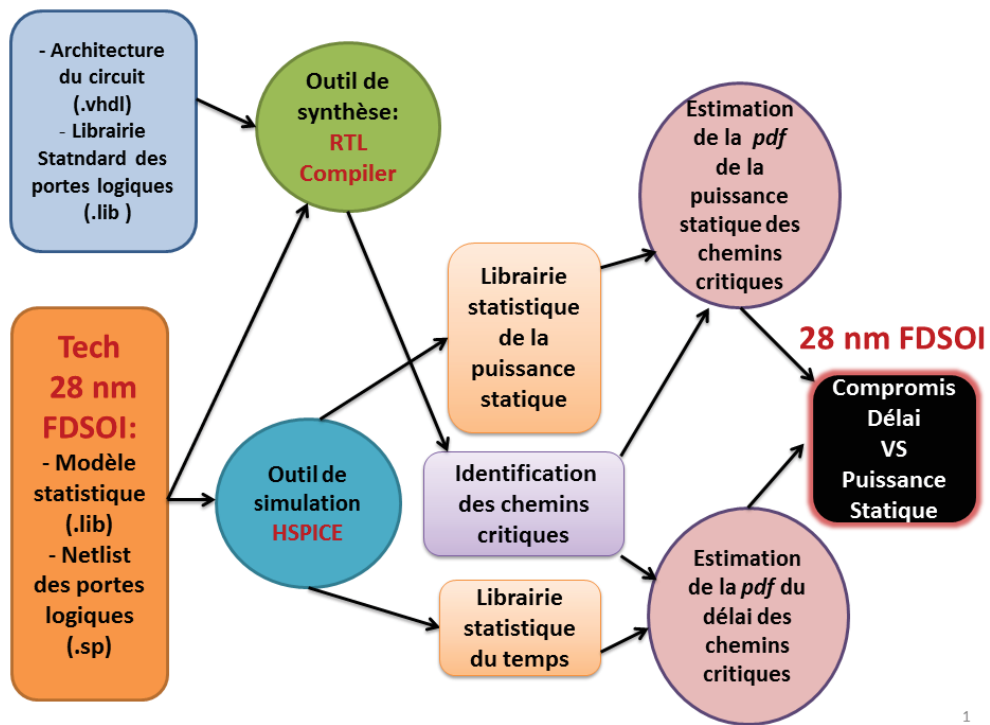 - Architecture
du circuit
(.vhdl)
- Librairie
Statndard des
portes logiques
(.lib )
Outil de
synthèse:
RTL
Compiler
Estimation
de la pdf
de la
puissance
statique des
chemins
critiques
Tech
28 nm
FDSOI:
- Modèle
statistique
(.lib)
- Netlist
des portes
logiques
(.sp)
Outil de
simulation
HSPICE
Librairie
statistique
de la
puissance
statique
Identification
des chemins
critiques
Librairie
statistique
du temps
Estimation
de la pdf du
délai des
chemins
critiques
28 nm FDSOI
Compromis
Délai
VS
Puissance
Statique
1